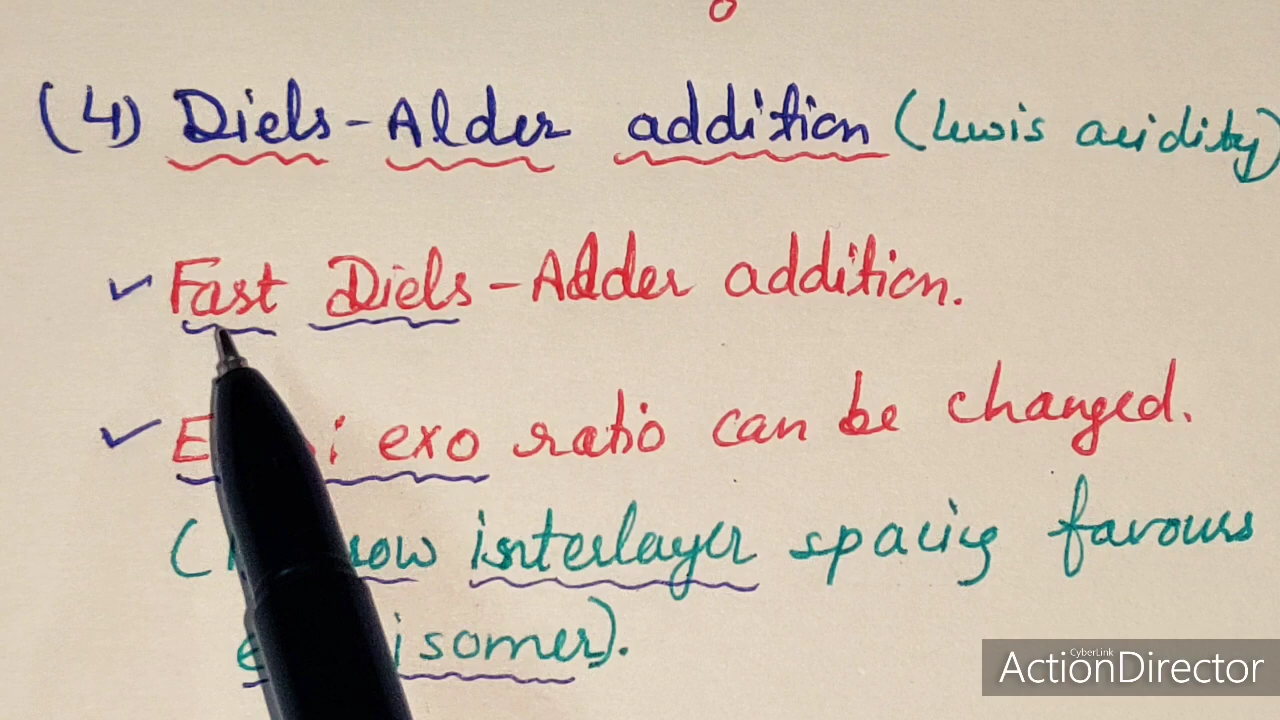 (4) Diels-Alder addition (Lewis acidity)
✓ Fast Diels-Alder addition.
✓ exo ratio can be changed.
( interlayer spacing favours
isomer).
CyberLink
ActionDirector